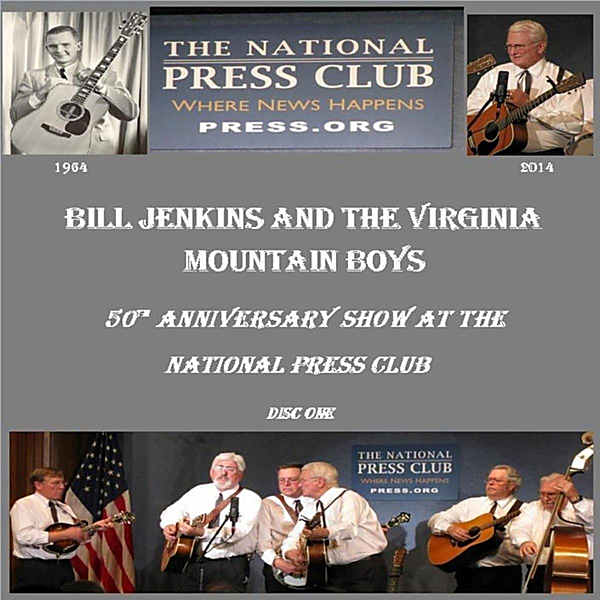 THE NATIONAL
PRESS CLUB
WHERE NEWS HAPPENS
PRESS.ORG
1964
2014
BILL JENKINS AND THE VIRGINIA
MOUNTAIN BOYS
50TH ANNIVERSARY SHOW AT THE
NATIONAL PRESS CLUB
DISC ONE
THE NATIONAL
PRESS CLUB
WHERE NEWS HAPPENS
PRESS.ORG